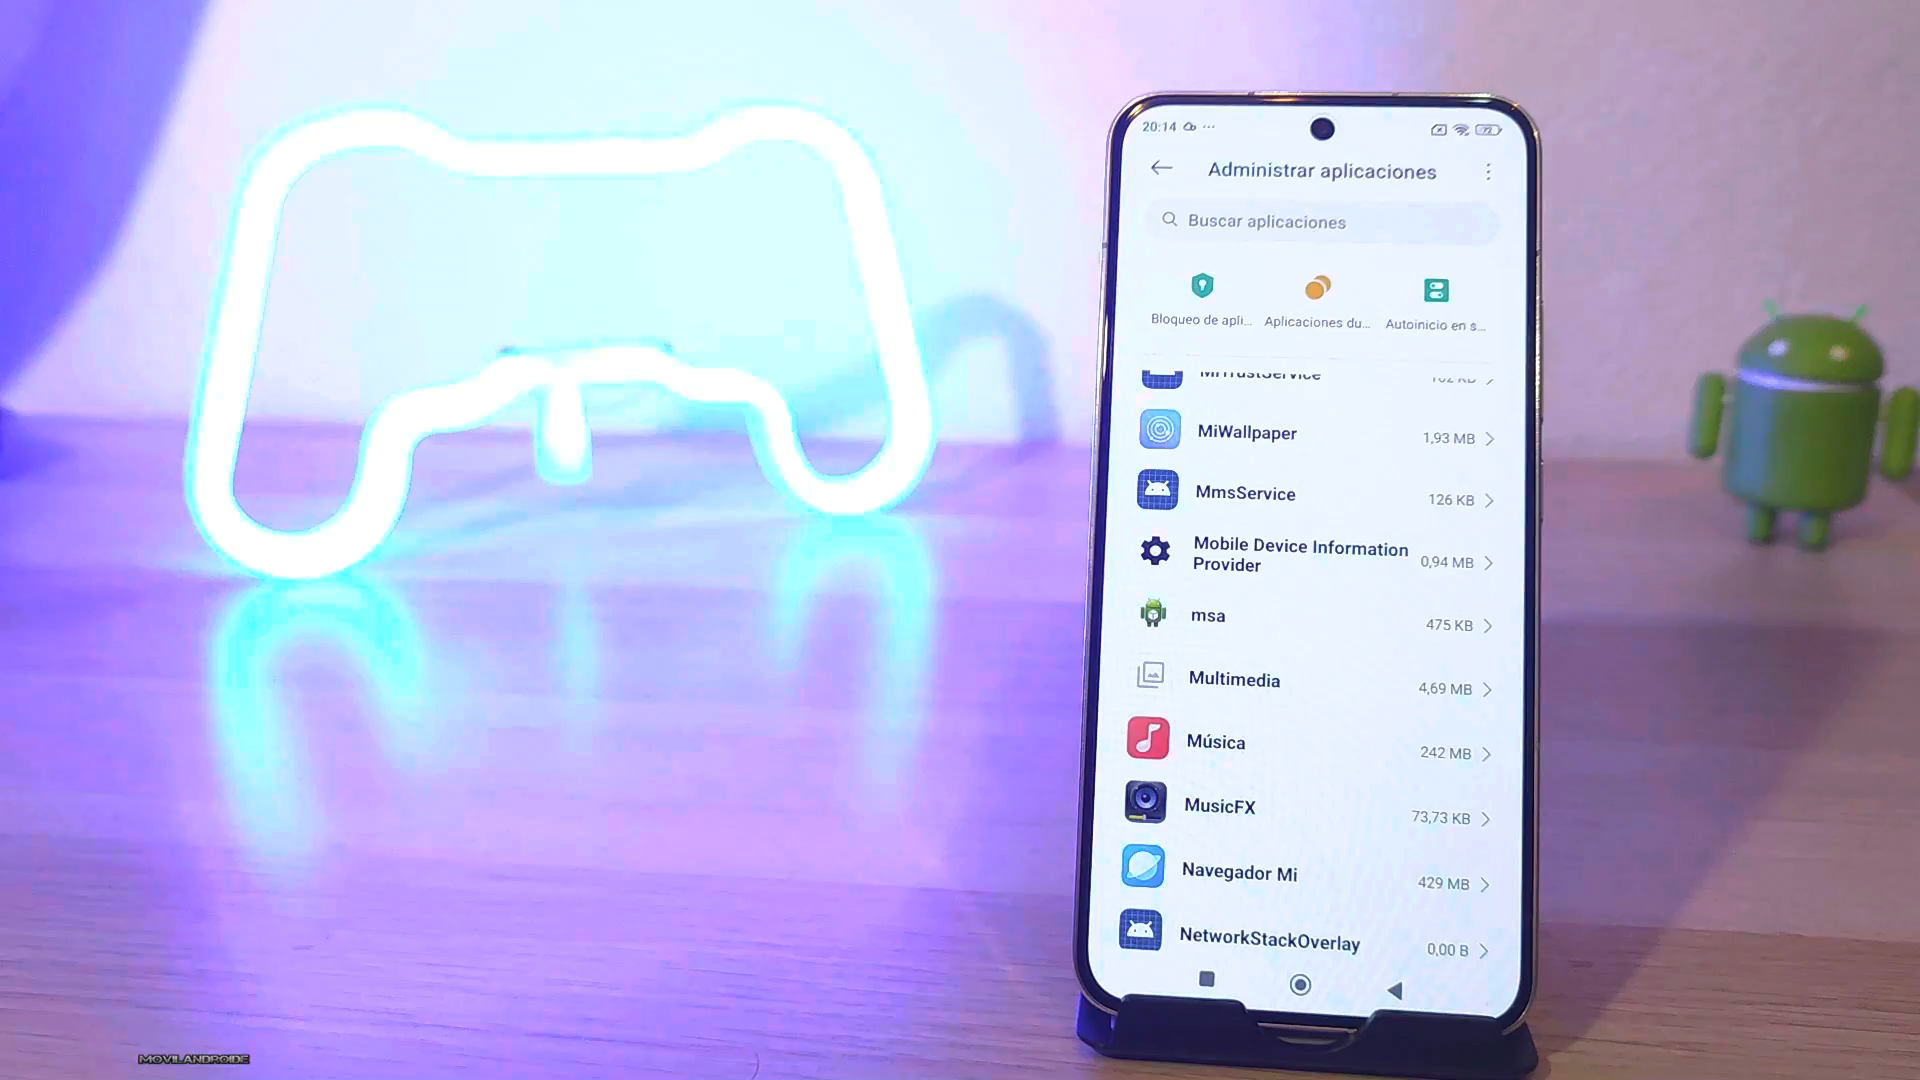 20:14
72
Administrar aplicaciones
Buscar aplicaciones
Bloqueo de apli... Aplicaciones du... Autoinicio en s...
MiTrustService
MiWallpaper 1,93 MB
MmsService 126 KB
Mobile Device Information
Provider 0,94 MB
msa 475 KB
Multimedia 4,69 MB
Música 242 MB
MusicFX 73,73 KB
Navegador Mi 429 MB
NetworkStackOverlay 0,00 B
MOVILANDROIDE